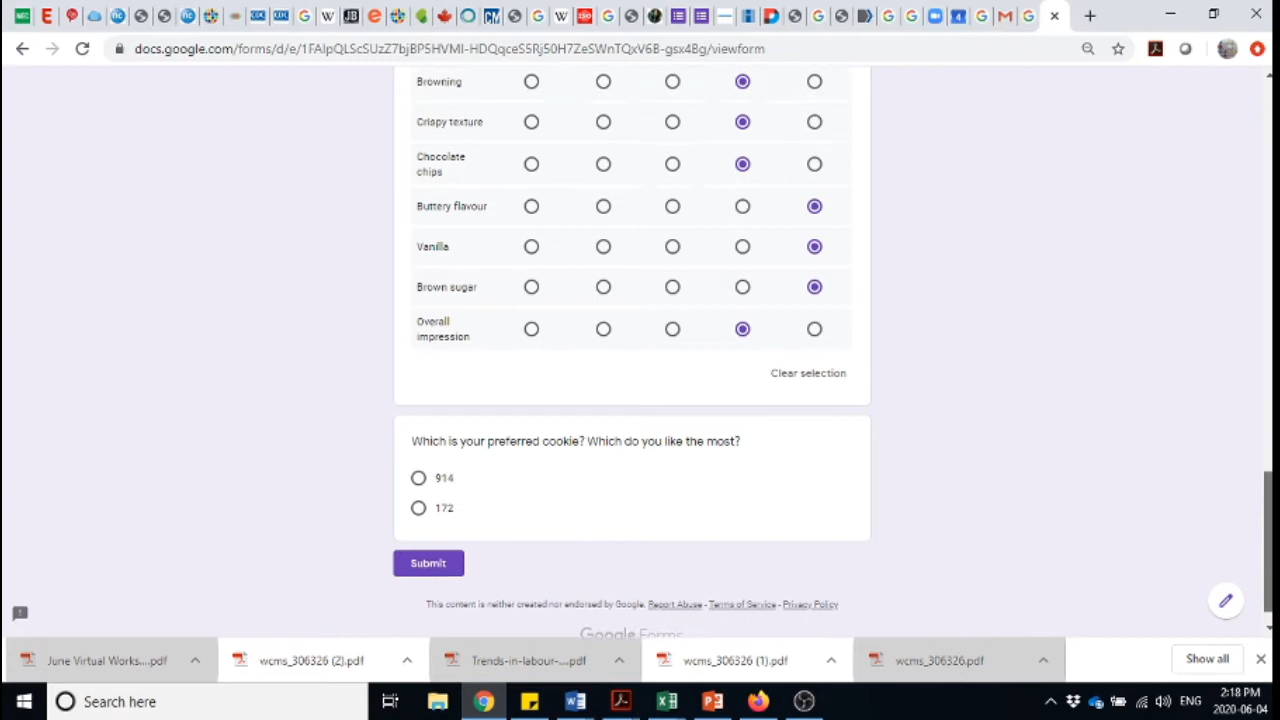 docs.google.com/forms/d/e/1FAIpQLScSUzZ7bjBP5HVMI-HDQqceS5Rj50H7ZeSWnTQxV6B-gsx4Bg/viewform
Browning
Crispy texture
Chocolate
chips
Buttery flavour
Vanilla
Brown sugar
Overall
impression
Clear selection
Which is your preferred cookie? Which do you like the most?
914
172
Submit
This content is neither created nor endorsed by Google. Report Abuse - Terms of Service - Privacy Policy
Google Forms
June Virtual Works....pdf
wcms_306326 (2).pdf
Trends-in-labour-....pdf
wcms_306326 (1).pdf
wcms_306326.pdf
Show all
Search here
ENG
2:18 PM
2020-06-04